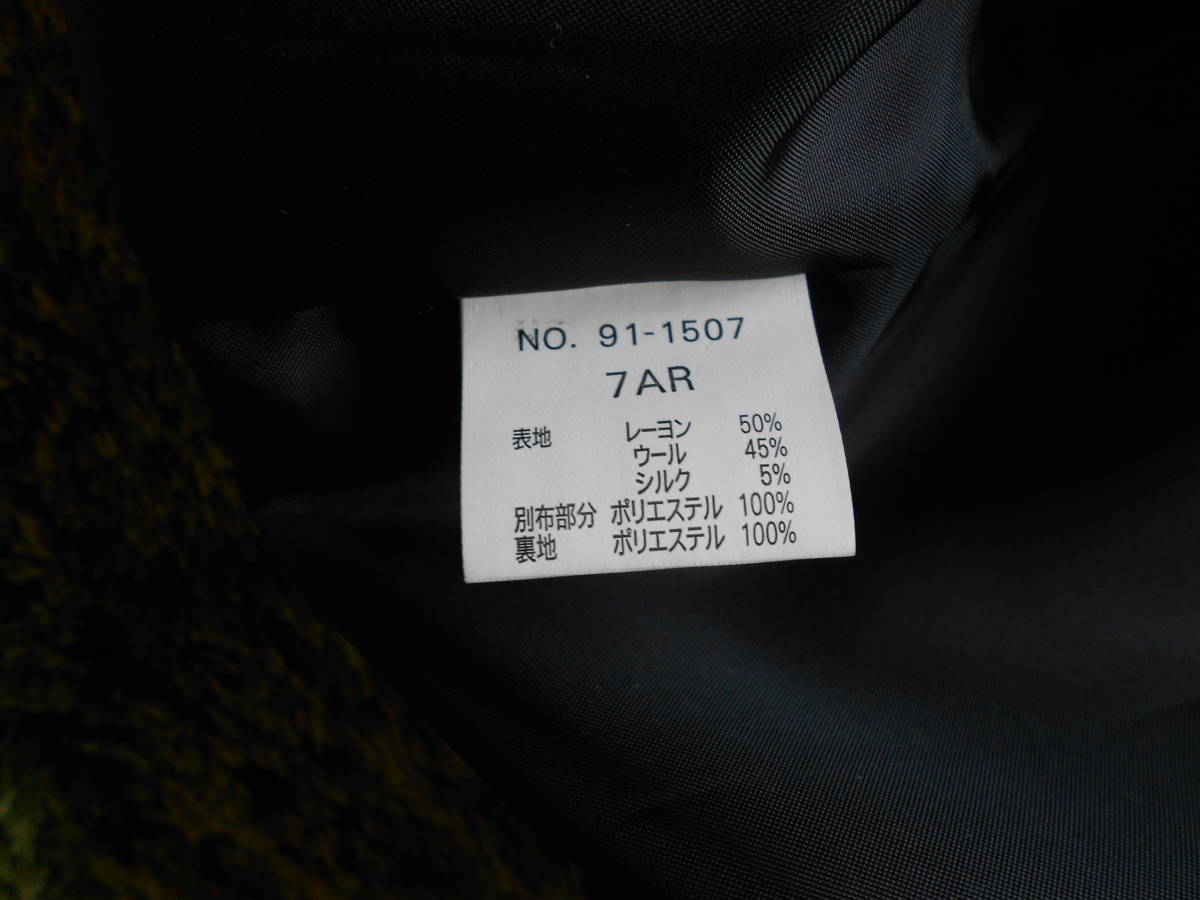 NO. 91-1507
7AR
表地 レーヨン 50%
ウール 45%
シルク 5%
別布部分 ポリエステル 100%
裏地 ポリエステル 100%